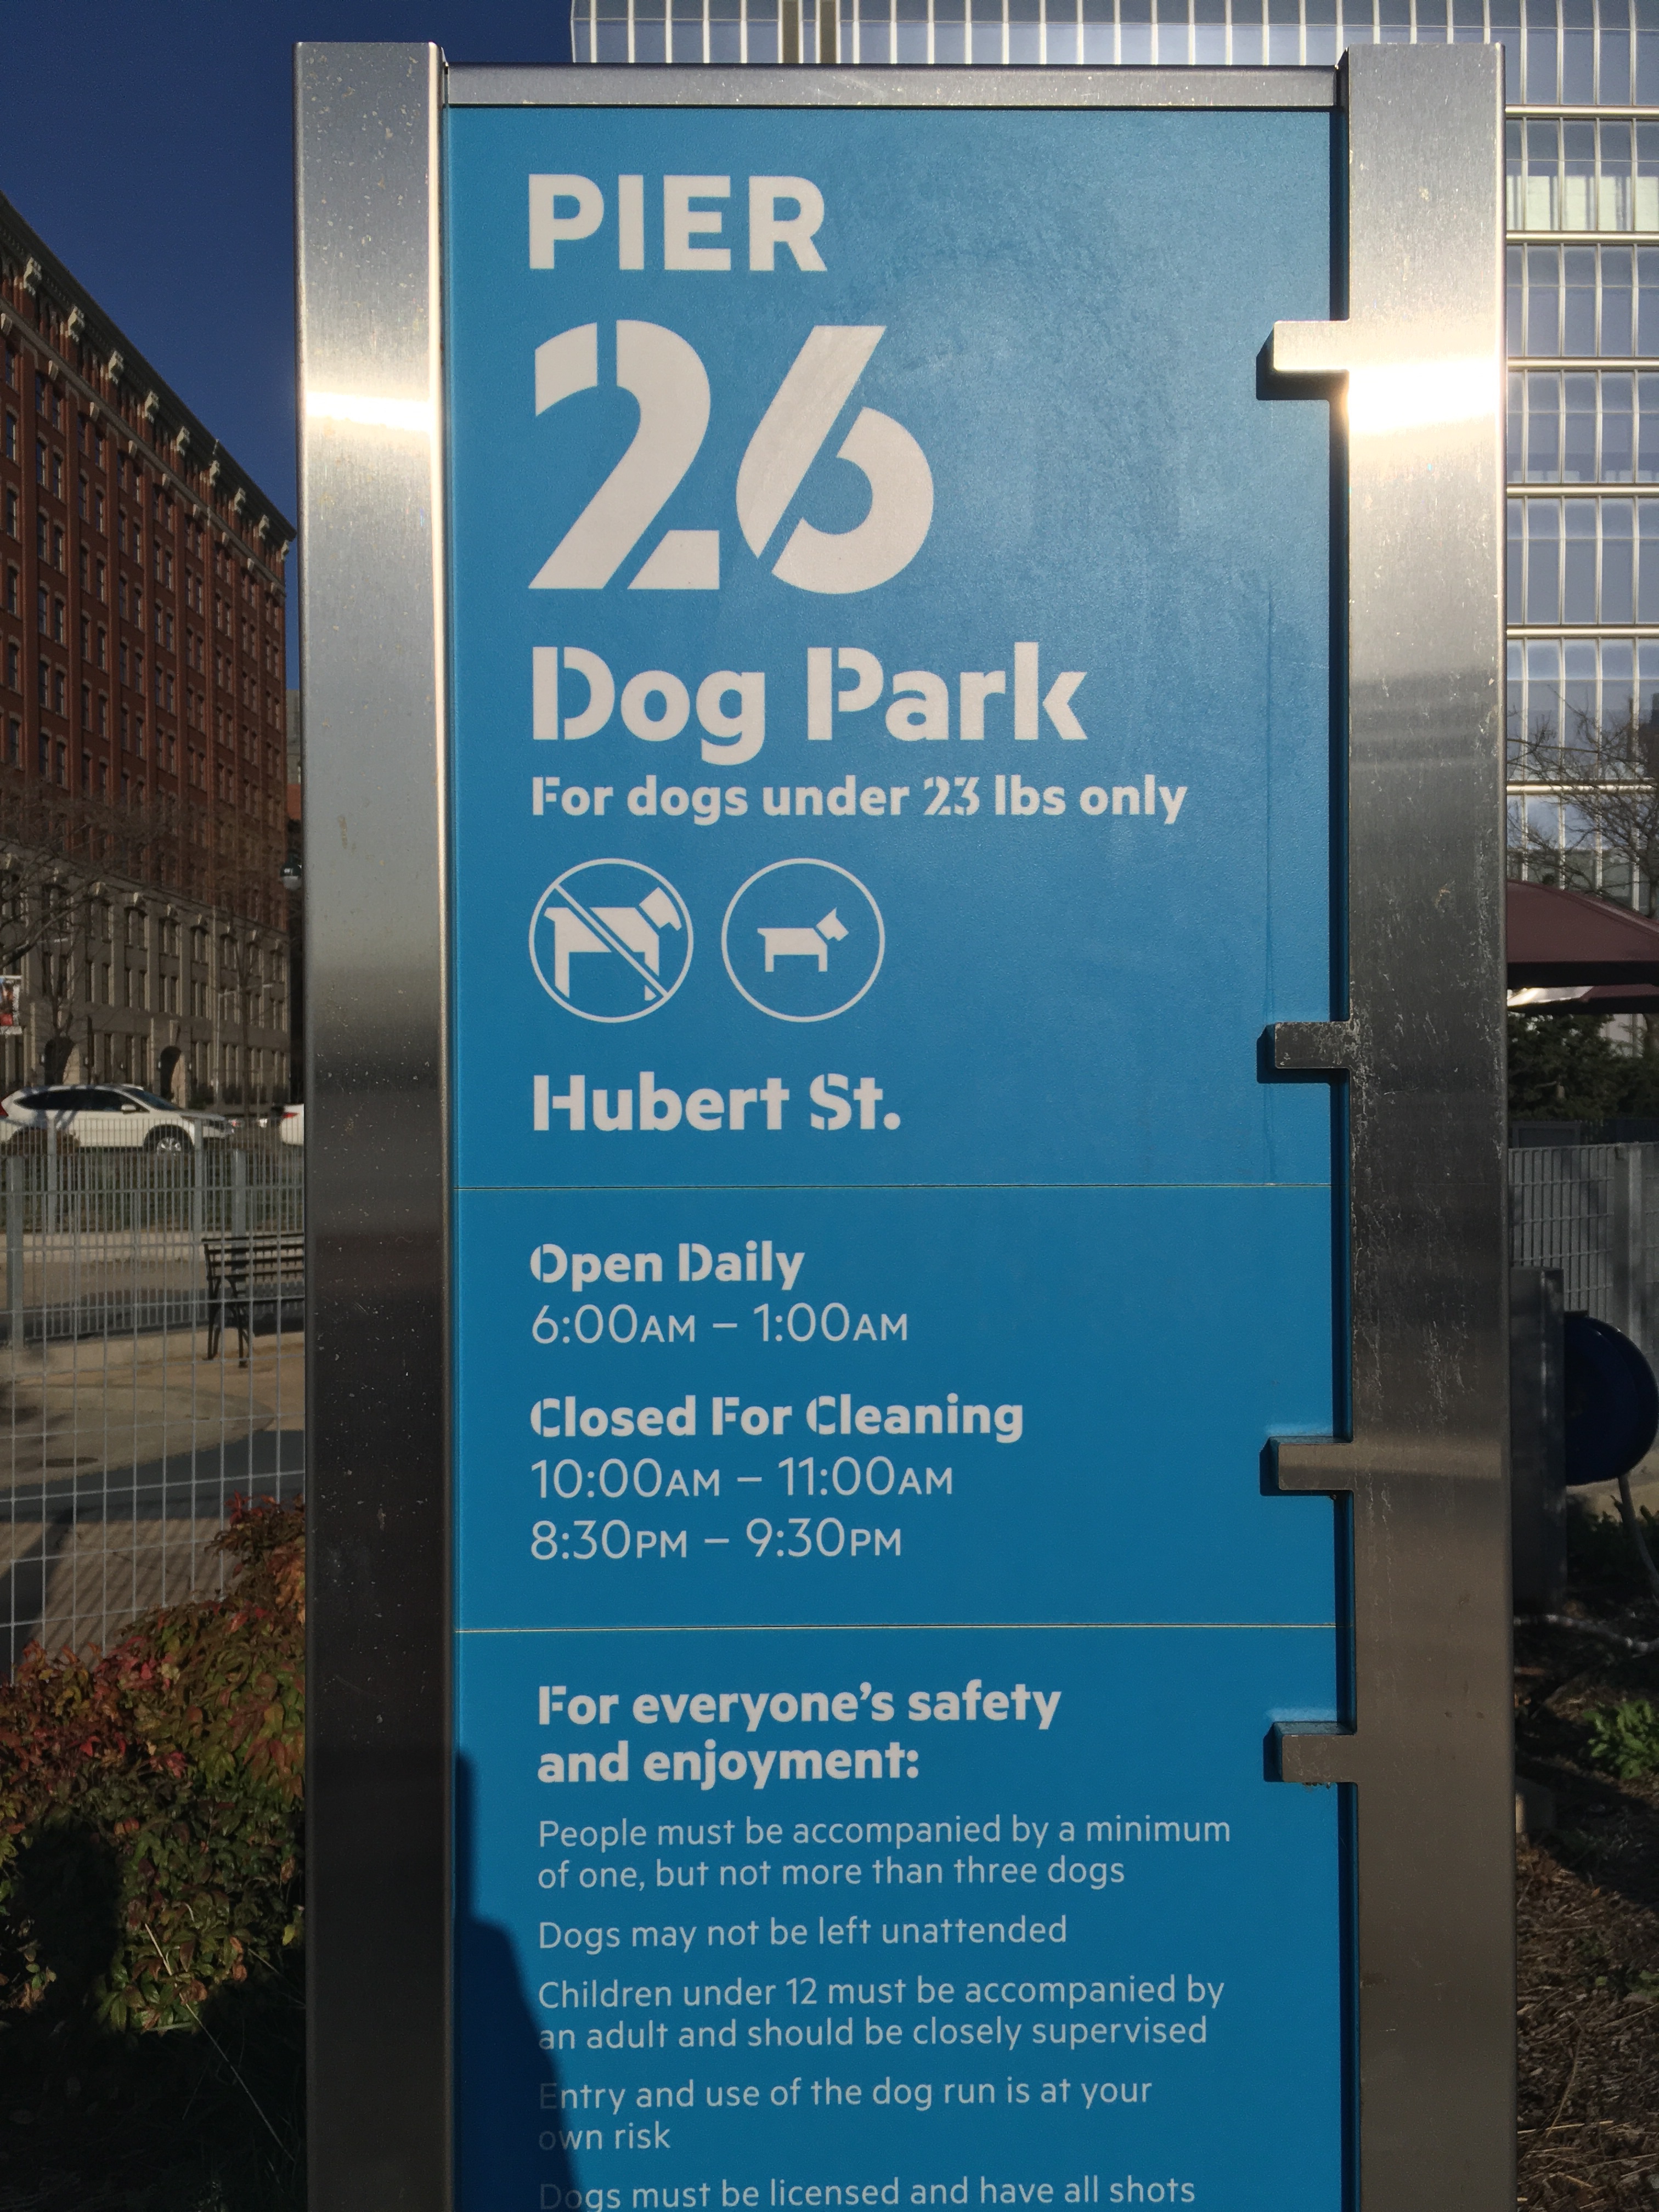 PIER
26
Dog Park
For dogs under 23 lbs only
Hubert St.
Open Daily
6:00AM – 1:00AM
Closed For Cleaning
10:00AM – 11:00AM
8:30PM – 9:30PM
For everyone’s safety
and enjoyment:
People must be accompanied by a minimum
of one, but not more than three dogs
Dogs may not be left unattended
Children under 12 must be accompanied by
an adult and should be closely supervised
Entry and use of the dog run is at your
own risk
Dogs must be licensed and have all shots